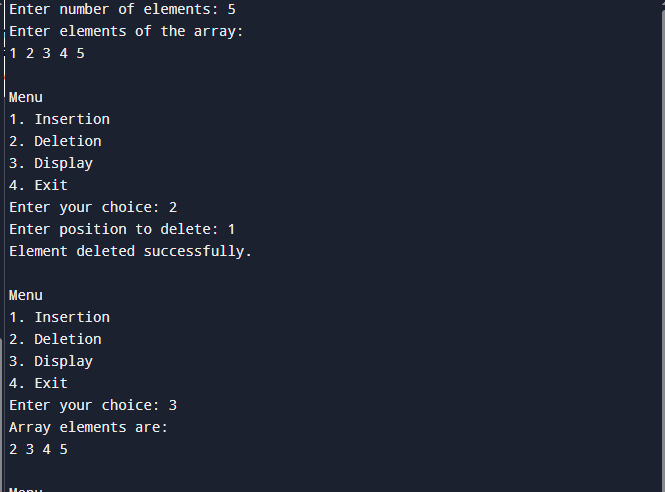 Enter number of elements: 5
Enter elements of the array:
1 2 3 4 5
Menu
1. Insertion
2. Deletion
3. Display
4. Exit
Enter your choice: 2
Enter position to delete: 1
Element deleted successfully.
Menu
1. Insertion
2. Deletion
3. Display
4. Exit
Enter your choice: 3
Array elements are:
2 3 4 5
Menu